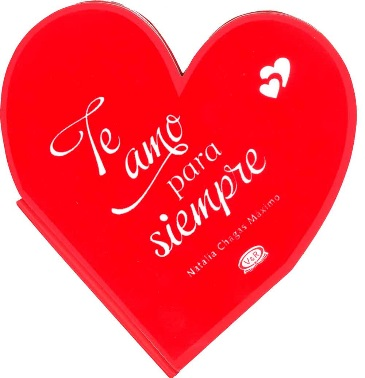 Te amo
para
siempre
Natalia Chagas Máximo
V&R